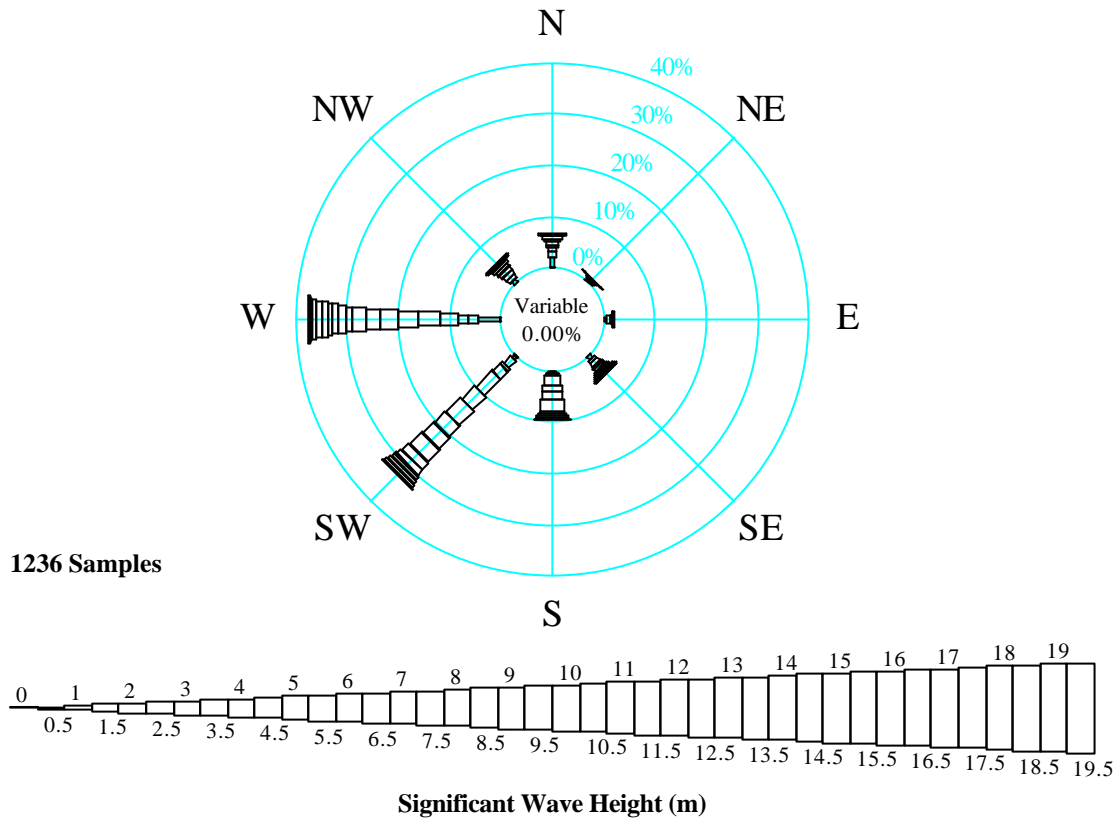 N
40%
NW
NE
30%
20%
10%
0%
Variable
0.00%
W
E
SW
SE
1236 Samples
S
0 1 2 3 4 5 6 7 8 9 10 11 12 13 14 15 16 17 18 19
0.5 1.5 2.5 3.5 4.5 5.5 6.5 7.5 8.5 9.5 10.5 11.5 12.5 13.5 14.5 15.5 16.5 17.5 18.5 19.5
Significant Wave Height (m)